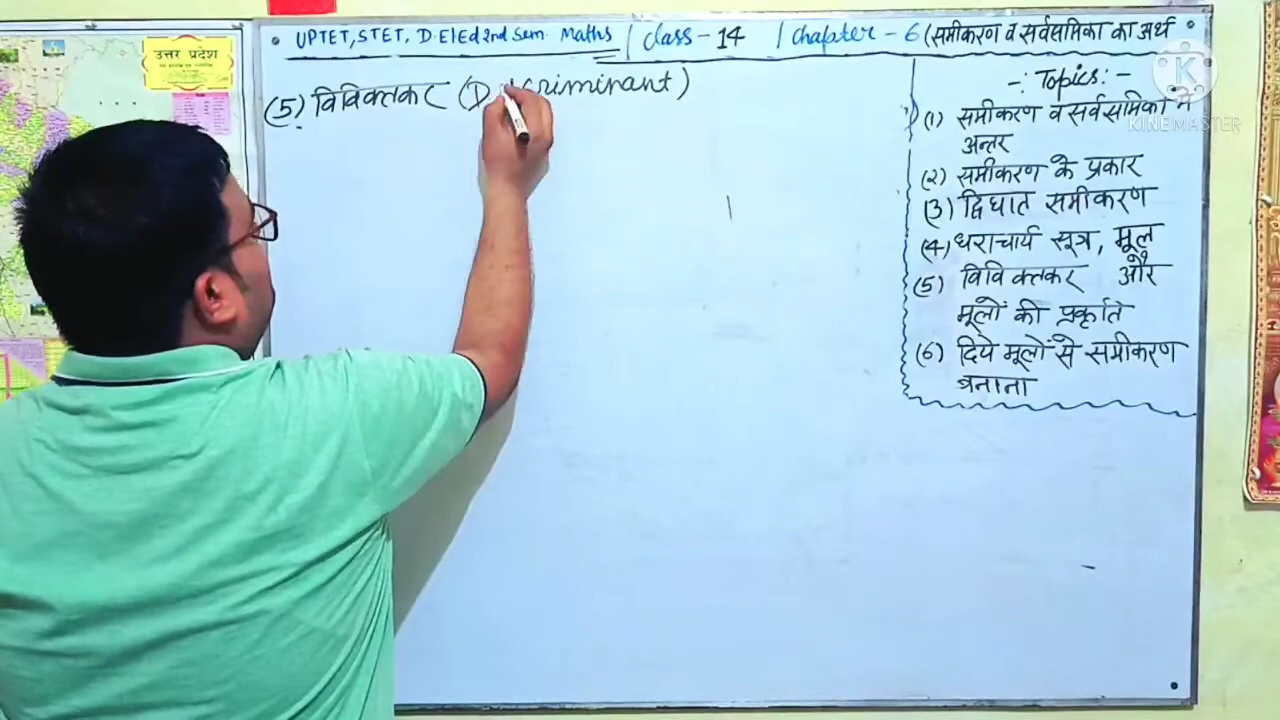 UPTET, STET, D.ElEd 2nd Sem. Maths | Class - 14 | Chapter - 6 (समीकरण व सर्वसमिका का अर्थ
(5) विविक्तकर (Discriminant)
-: Topics: -
(1) समीकरण व सर्वसमिका में
अन्तर
(2) समीकरण के प्रकार
(3) द्विघात समीकरण
(4) धराचार्य सूत्र, मूल
(5) विविक्तकर और
मूलों की प्रकृति
(6) दिये मूलों से समीकरण
बनाना
KINEMASTER
उत्तर प्रदेश